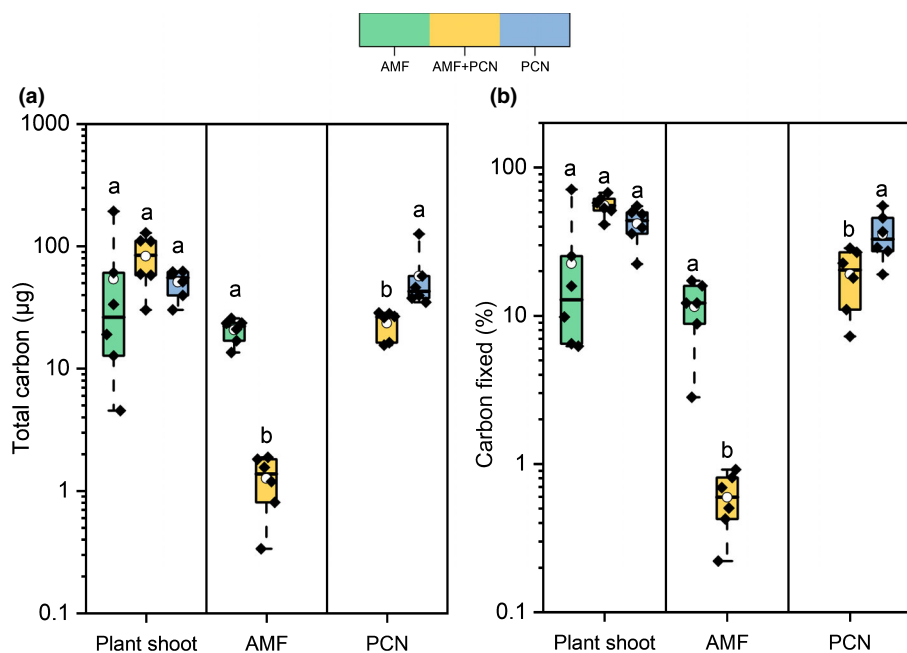 AMF AMF+PCN PCN
(a)
Total carbon (µg)
1000
100
10
1
0.1
a
a
a
a
b
b
a
Plant shoot AMF PCN
(b)
Carbon fixed (%)
100
10
1
0.1
a
a
a
a
b
b
a
Plant shoot AMF PCN